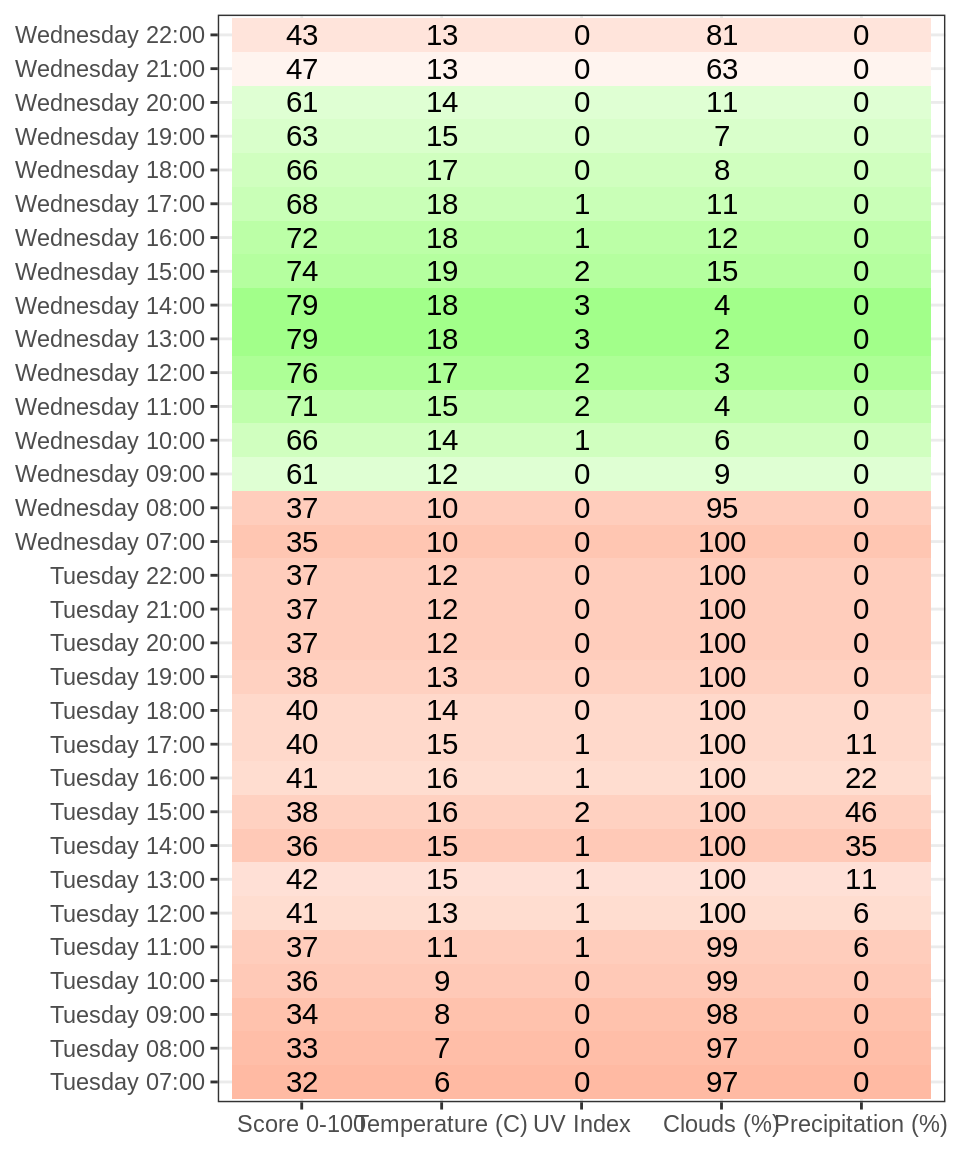 Wednesday 22:00 43 13 0 81 0
Wednesday 21:00 47 13 0 63 0
Wednesday 20:00 61 14 0 11 0
Wednesday 19:00 63 15 0 7 0
Wednesday 18:00 66 17 0 8 0
Wednesday 17:00 68 18 1 11 0
Wednesday 16:00 72 18 1 12 0
Wednesday 15:00 74 19 2 15 0
Wednesday 14:00 79 18 3 4 0
Wednesday 13:00 79 18 3 2 0
Wednesday 12:00 76 17 2 3 0
Wednesday 11:00 71 15 2 4 0
Wednesday 10:00 66 14 1 6 0
Wednesday 09:00 61 12 0 9 0
Wednesday 08:00 37 10 0 95 0
Wednesday 07:00 35 10 0 100 0
Tuesday 22:00 37 12 0 100 0
Tuesday 21:00 37 12 0 100 0
Tuesday 20:00 37 12 0 100 0
Tuesday 19:00 38 13 0 100 0
Tuesday 18:00 40 14 0 100 0
Tuesday 17:00 40 15 1 100 11
Tuesday 16:00 41 16 1 100 22
Tuesday 15:00 38 16 2 100 46
Tuesday 14:00 36 15 1 100 35
Tuesday 13:00 42 15 1 100 11
Tuesday 12:00 41 13 1 100 6
Tuesday 11:00 37 11 1 99 6
Tuesday 10:00 36 9 0 99 0
Tuesday 09:00 34 8 0 98 0
Tuesday 08:00 33 7 0 97 0
Tuesday 07:00 32 6 0 97 0
Score 0-100 Temperature (C) UV Index Clouds (%) Precipitation (%)